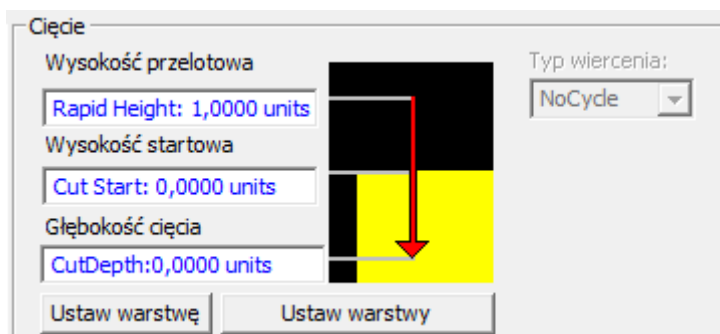 Cięcie
Wysokość przelotowa
Typ wiercenia:
Rapid Height: 1,0000 units
NoCycle
Wysokość startowa
Cut Start: 0,0000 units
Głębokość cięcia
CutDepth:0,0000 units
Ustaw warstwę
Ustaw warstwy